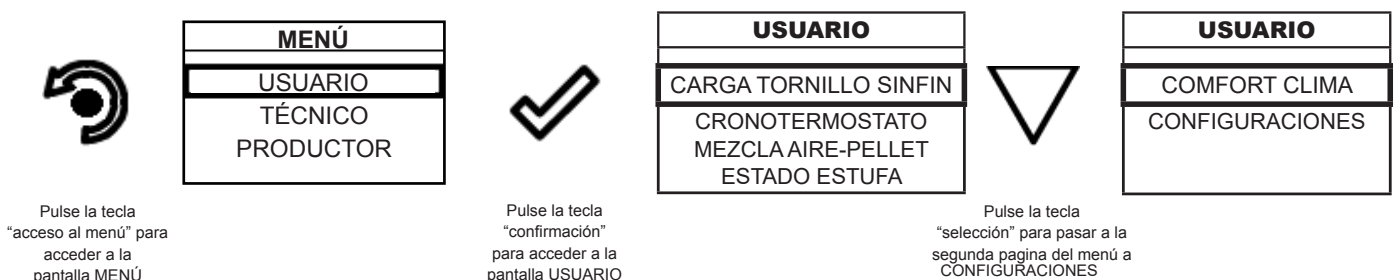 MENÚ
USUARIO
TÉCNICO
PRODUCTOR
USUARIO
CARGA TORNILLO SINFIN
CRONOTERMOSTATO
MEZCLA AIRE-PELLET
ESTADO ESTUFA
USUARIO
COMFORT CLIMA
CONFIGURACIONES
Pulse la tecla
“acceso al menú” para
acceder a la
pantalla MENÚ
Pulse la tecla
“confirmación”
para acceder a la
pantalla USUARIO
Pulse la tecla
“selección” para pasar a la
segunda pagina del menú a
CONFIGURACIONES